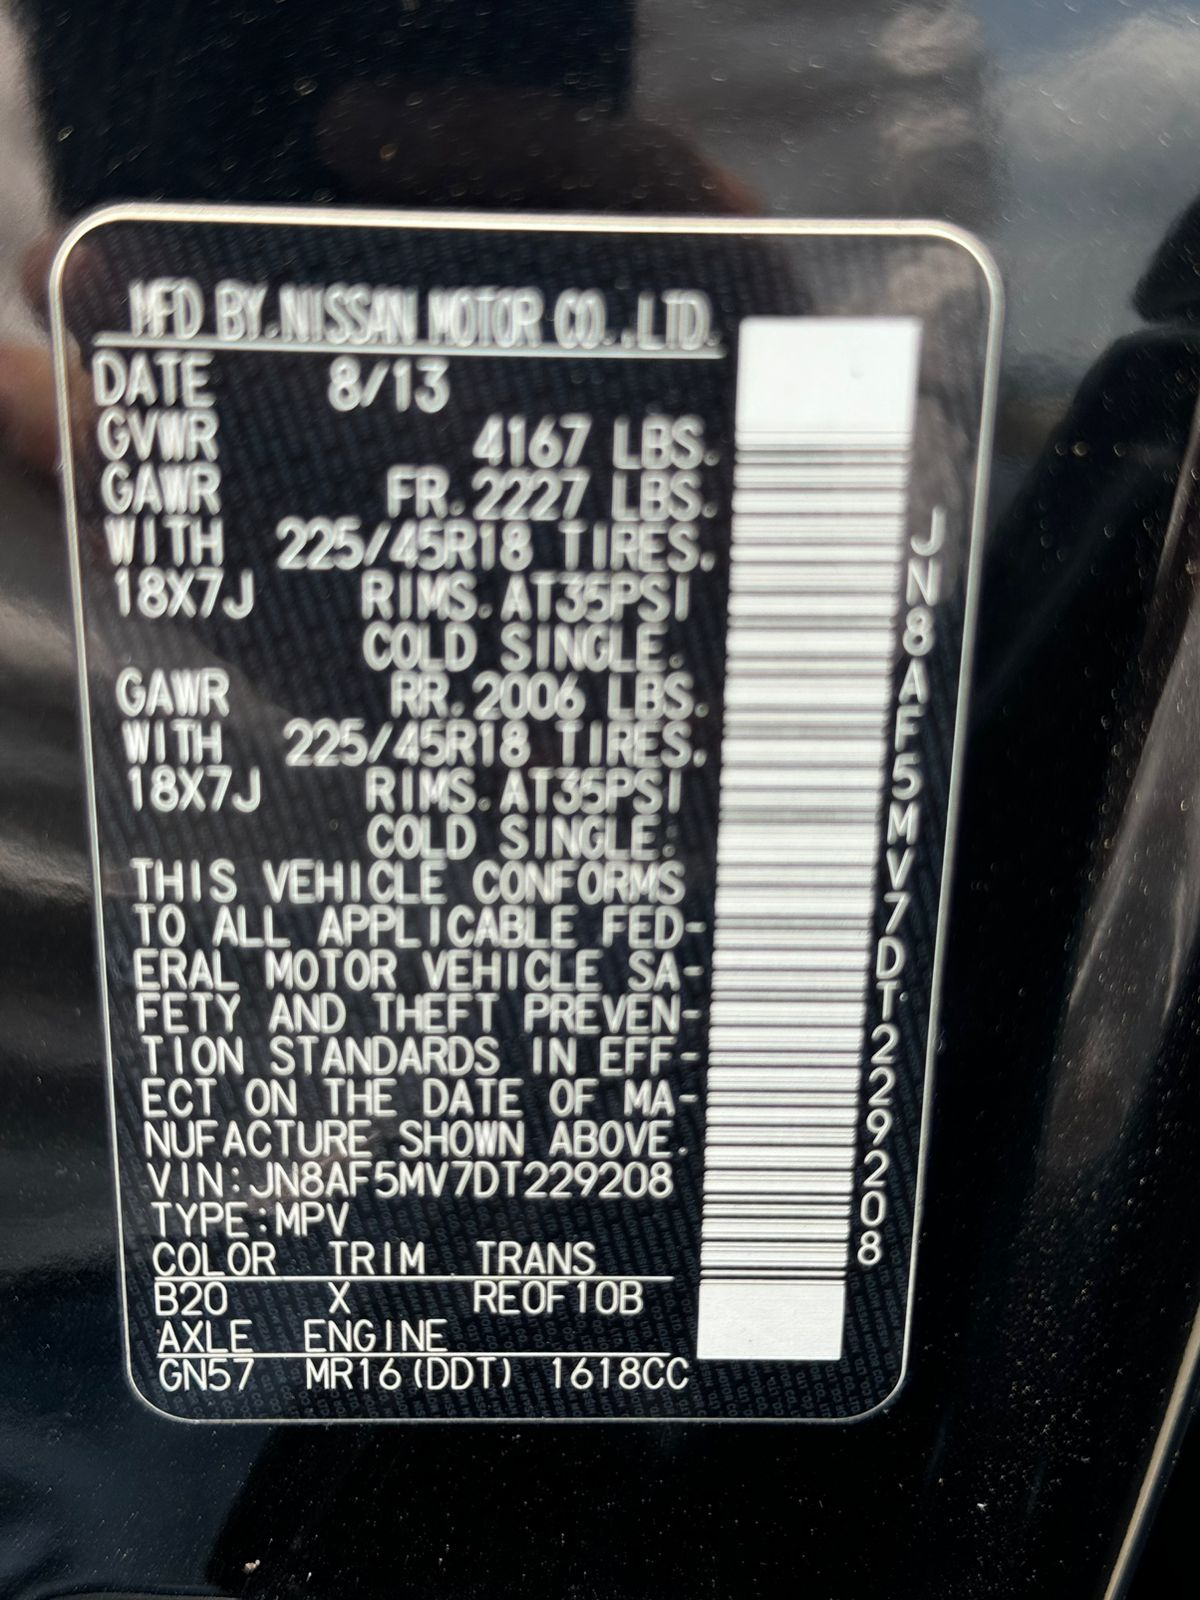 MFD BY.NISSAN MOTOR CO.,LTD.
DATE 8/13
GVWR 4167 LBS.
GAWR FR.2227 LBS.
WITH 225/45R18 TIRES.
18X7J RIMS.AT35PSI
COLD SINGLE.
GAWR RR.2006 LBS.
WITH 225/45R18 TIRES.
18X7J RIMS.AT35PSI
COLD SINGLE.
THIS VEHICLE CONFORMS
TO ALL APPLICABLE FED-
ERAL MOTOR VEHICLE SA-
FETY AND THEFT PREVEN-
TION STANDARDS IN EFF-
ECT ON THE DATE OF MA-
NUFACTURE SHOWN ABOVE.
VIN:JN8AF5MV7DT229208
TYPE:MPV
COLOR TRIM TRANS
B20 X RE0F10B
AXLE ENGINE
GN57 MR16(DDT) 1618CC
JN8AF5MV7DT229208